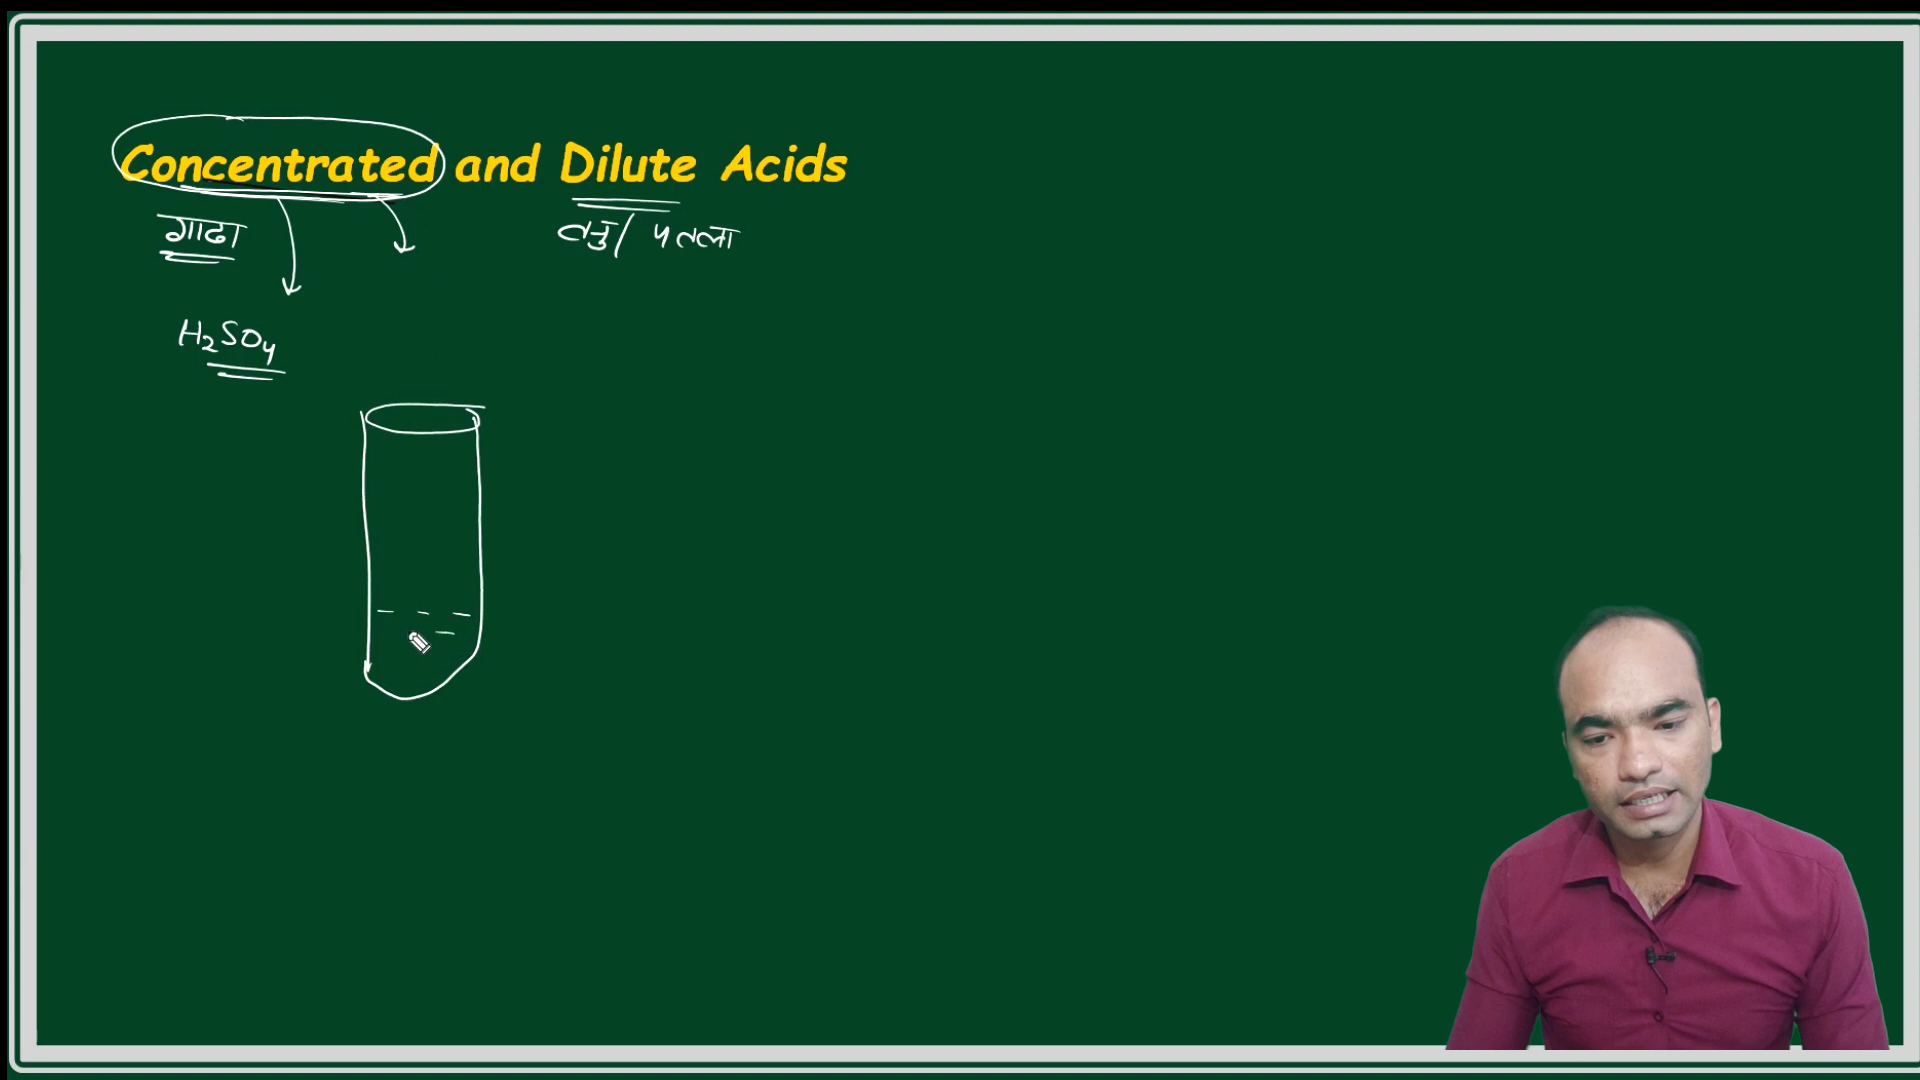 Concentrated and Dilute Acids
गाढा तनु/ पतला
H₂SO₄